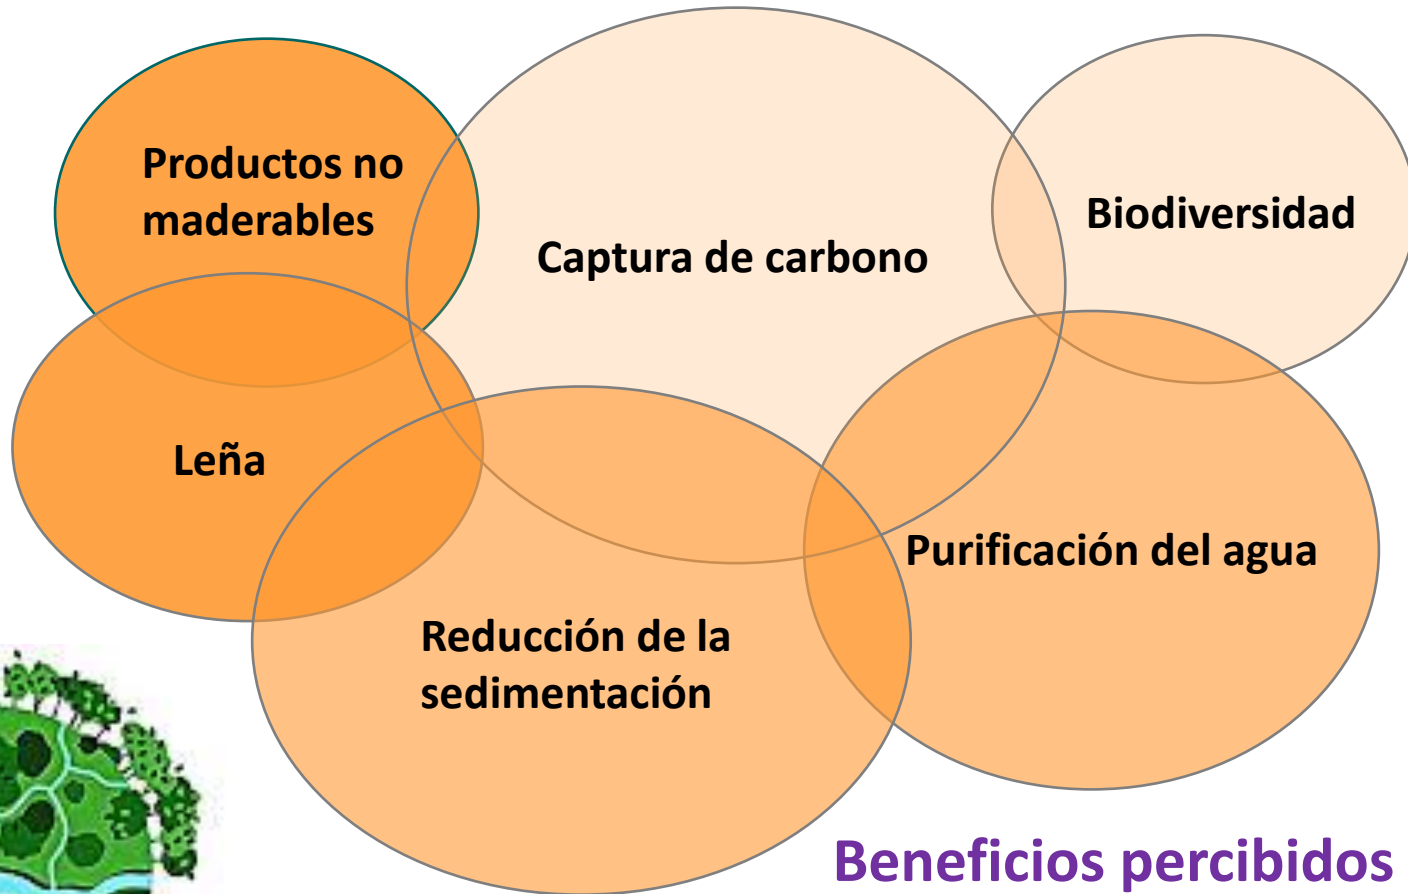 Productos no
maderables
Captura de carbono
Biodiversidad
Leña
Purificación del agua
Reducción de la
sedimentación
Beneficios percibidos